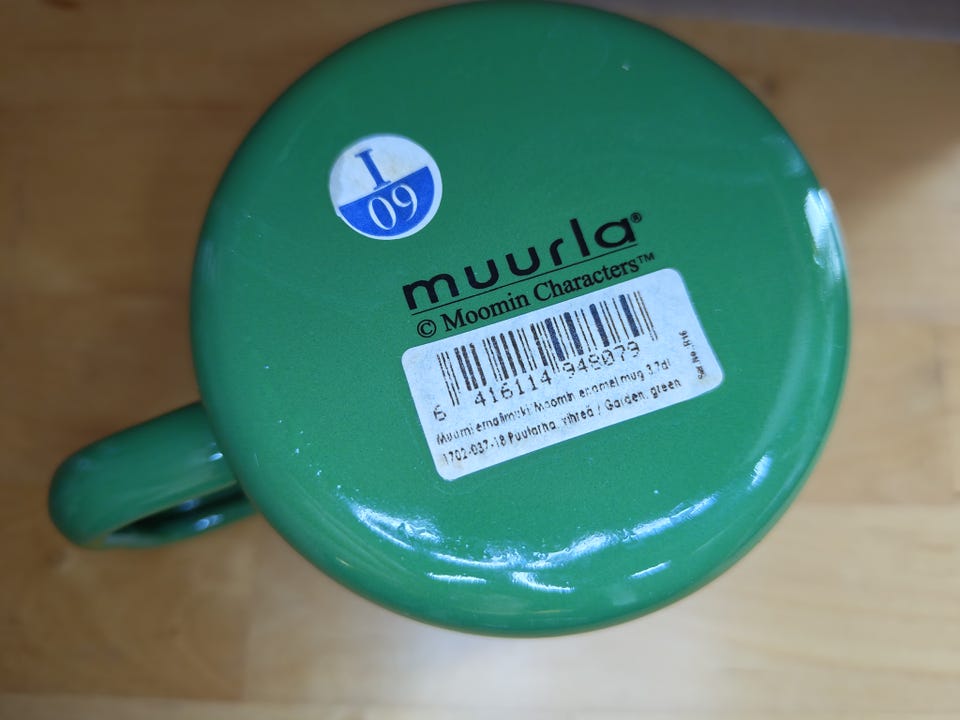 I
09
muurla®
© Moomin Characters™
6 416114 948079
Muumi emalimuki/Moomin enamel mug 3.7dl
1702-037-18 Puutarha, vihreä / Garden, green